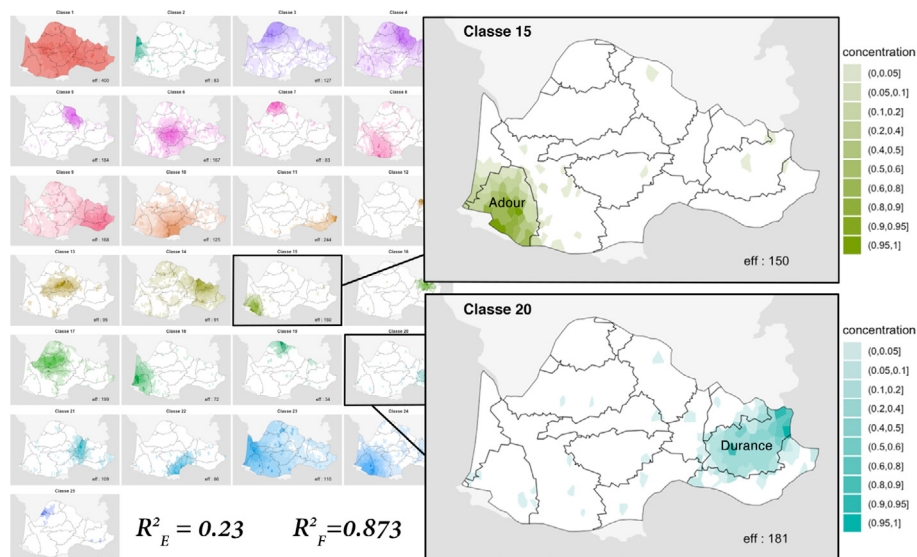 Classe 1
Classe 2
Classe 3
Classe 4
eff : 400
eff : 83
eff : 127
Classe 5
Classe 6
Classe 7
Classe 8
eff : 184
eff : 167
eff : 83
Classe 9
Classe 10
Classe 11
Classe 12
eff : 168
eff : 125
eff : 244
Classe 13
Classe 14
Classe 15
Classe 16
eff : 91
eff : 150
Classe 17
Classe 18
Classe 19
Classe 20
eff : 199
eff : 72
eff : 34
Classe 21
Classe 22
Classe 23
Classe 24
eff : 109
eff : 86
eff : 110
R²E = 0.23
R²F=0.873
Classe 15
Adour
eff : 150
concentration
(0,0.05]
(0.05,0.1]
(0.1,0.2]
(0.2,0.4]
(0.4,0.5]
(0.5,0.6]
(0.6,0.8]
(0.8,0.9]
(0.9,0.95]
(0.95,1]
Classe 20
Durance
eff : 181
concentration
(0,0.05]
(0.05,0.1]
(0.1,0.2]
(0.2,0.4]
(0.4,0.5]
(0.5,0.6]
(0.6,0.8]
(0.8,0.9]
(0.9,0.95]
(0.95,1]